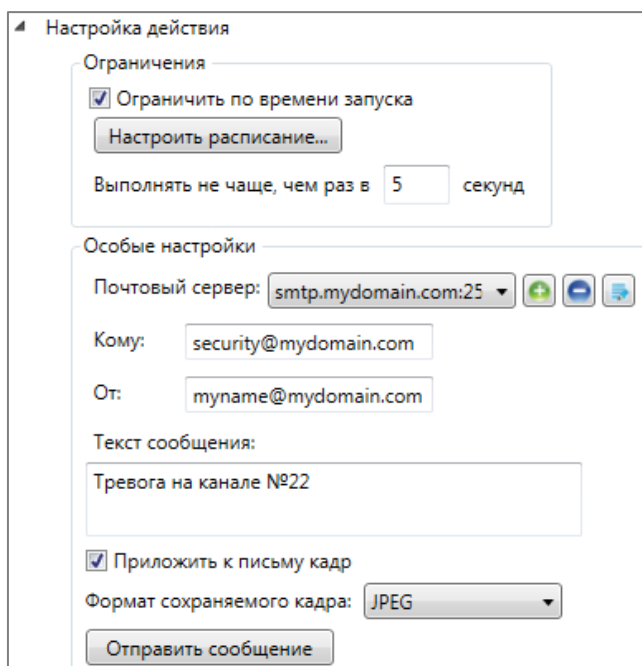 Настройка действия
Ограничения
Ограничить по времени запуска
Настроить расписание...
Выполнять не чаще, чем раз в 5 секунд
Особые настройки
Почтовый сервер: smtp.mydomain.com:25
Кому: security@mydomain.com
От: myname@mydomain.com
Текст сообщения:
Тревога на канале №22
Приложить к письму кадр
Формат сохраняемого кадра: JPEG
Отправить сообщение